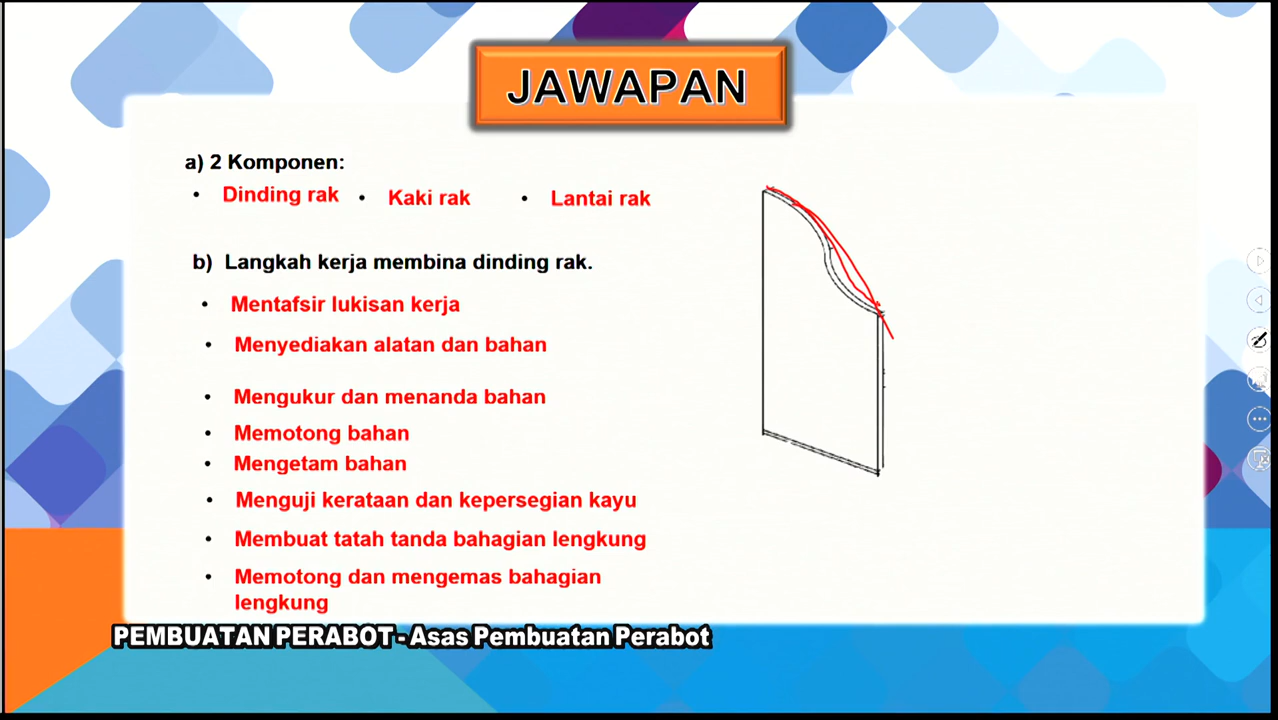 JAWAPAN
a) 2 Komponen:
• Dinding rak • Kaki rak • Lantai rak
b) Langkah kerja membina dinding rak.
• Mentafsir lukisan kerja
• Menyediakan alatan dan bahan
• Mengukur dan menanda bahan
• Memotong bahan
• Mengetam bahan
• Menguji kerataan dan kepersegian kayu
• Membuat tatah tanda bahagian lengkung
• Memotong dan mengemas bahagian
lengkung
PEMBUATAN PERABOT - Asas Pembuatan Perabot